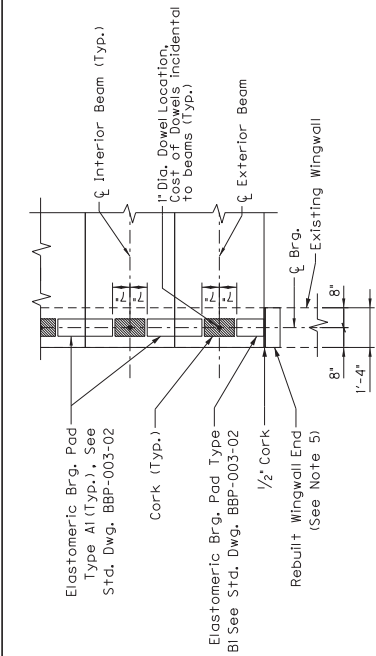 Elastomeric Brg. Pad
Type A1 (Typ.), See
Std. Dwg. BBP-003-02
Cork (Typ.)
Elastomeric Brg. Pad Type
B1 See Std. Dwg. BBP-003-02
1/2" Cork
Rebuilt Wingwall End
(See Note 5)
7"
7"
7"
7"
℄ Interior Beam (Typ.)
1" Dia. Dowel Location,
Cost of Dowels incidental
to beams (Typ.)
℄ Exterior Beam
℄ Brg.
Existing Wingwall
8"
8"
1'-4"